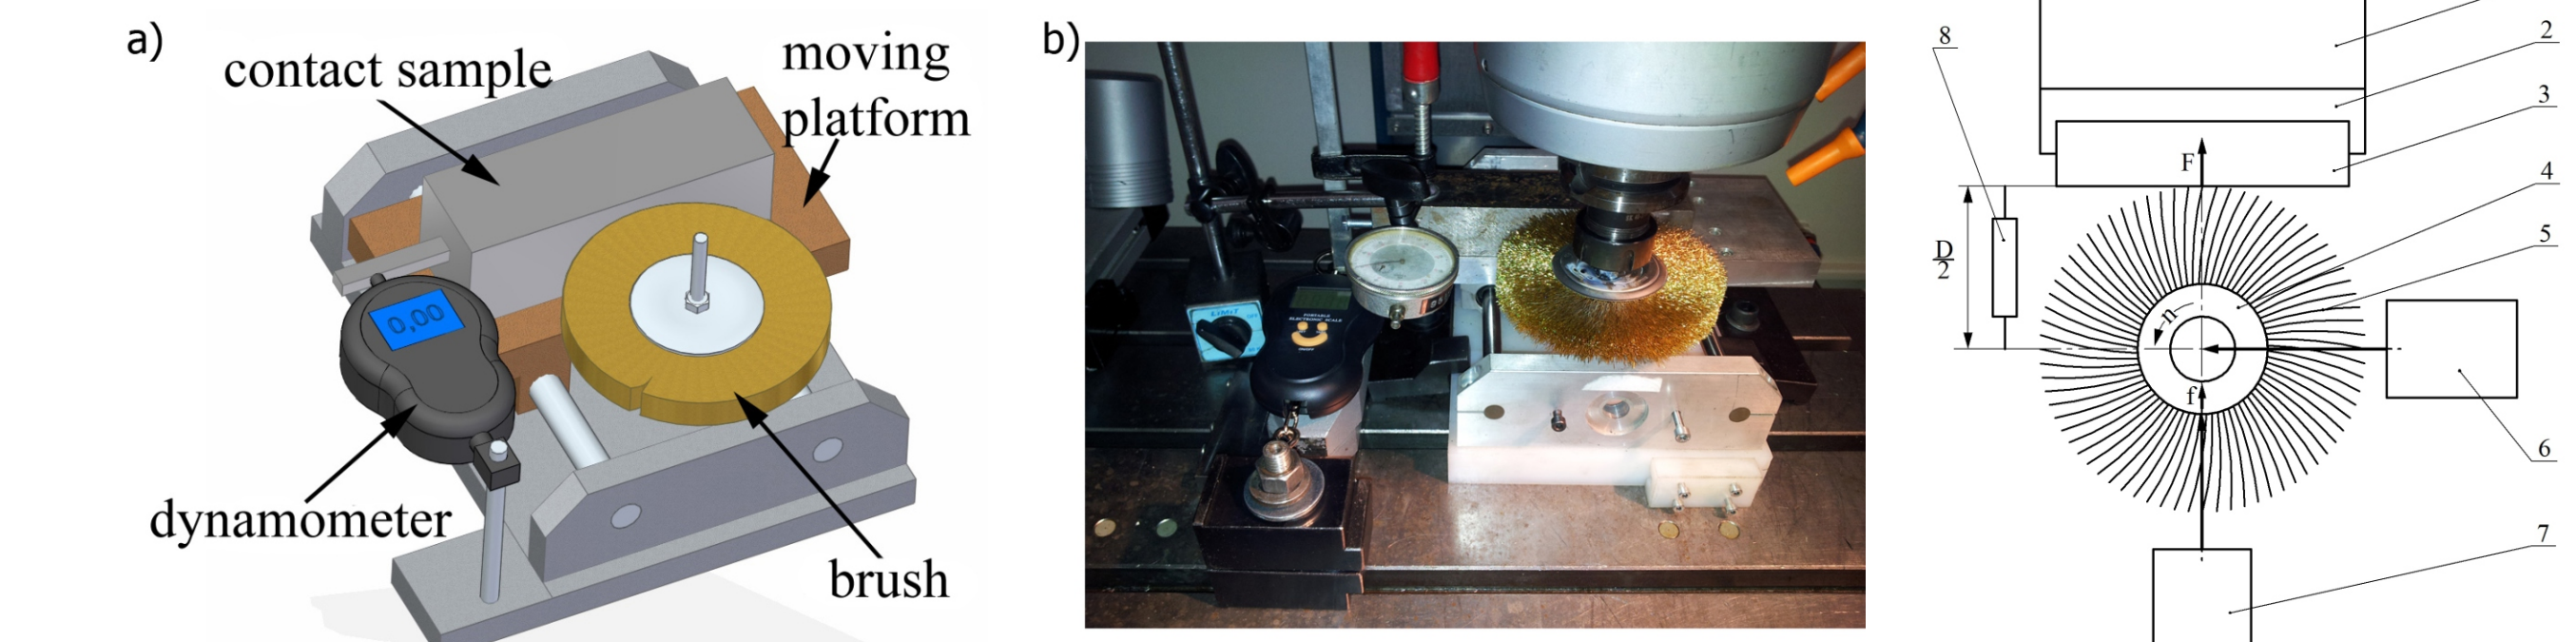 a)
contact sample
moving
platform
0,00
dynamometer
brush
b)
LIMIT
PORTABLE
ELECTRONIC SCALE
8
2
3
F
4
D
2
5
n
f
6
7